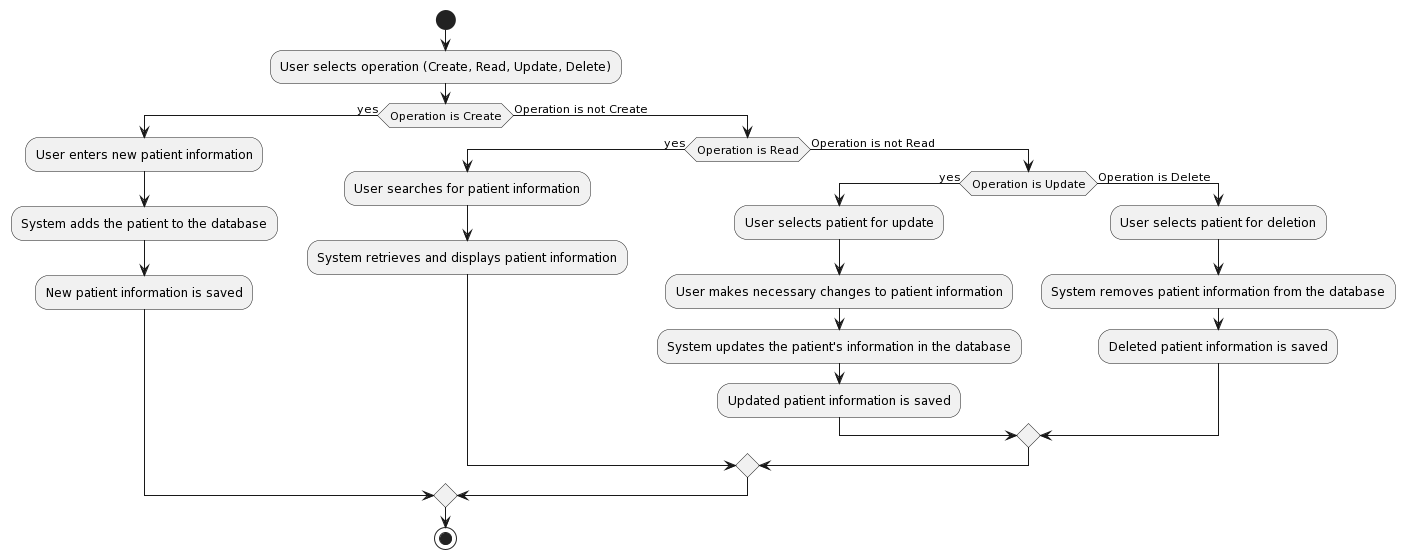 User selects operation (Create, Read, Update, Delete)
yes
Operation is Create
Operation is not Create
User enters new patient information
System adds the patient to the database
New patient information is saved
yes
Operation is Read
Operation is not Read
User searches for patient information
System retrieves and displays patient information
yes
Operation is Update
Operation is Delete
User selects patient for update
User makes necessary changes to patient information
System updates the patient's information in the database
Updated patient information is saved
User selects patient for deletion
System removes patient information from the database
Deleted patient information is saved